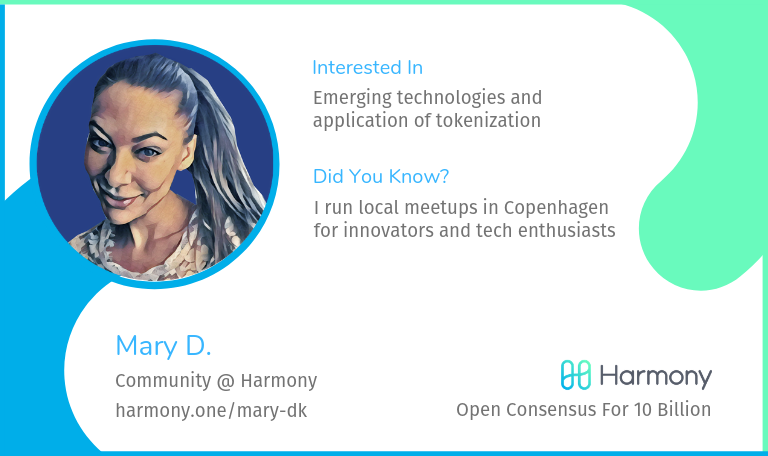 Interested In
Emerging technologies and
application of tokenization
Did You Know?
I run local meetups in Copenhagen
for innovators and tech enthusiasts
Mary D.
Community @ Harmony
harmony.one/mary-dk
Harmony
Open Consensus For 10 Billion